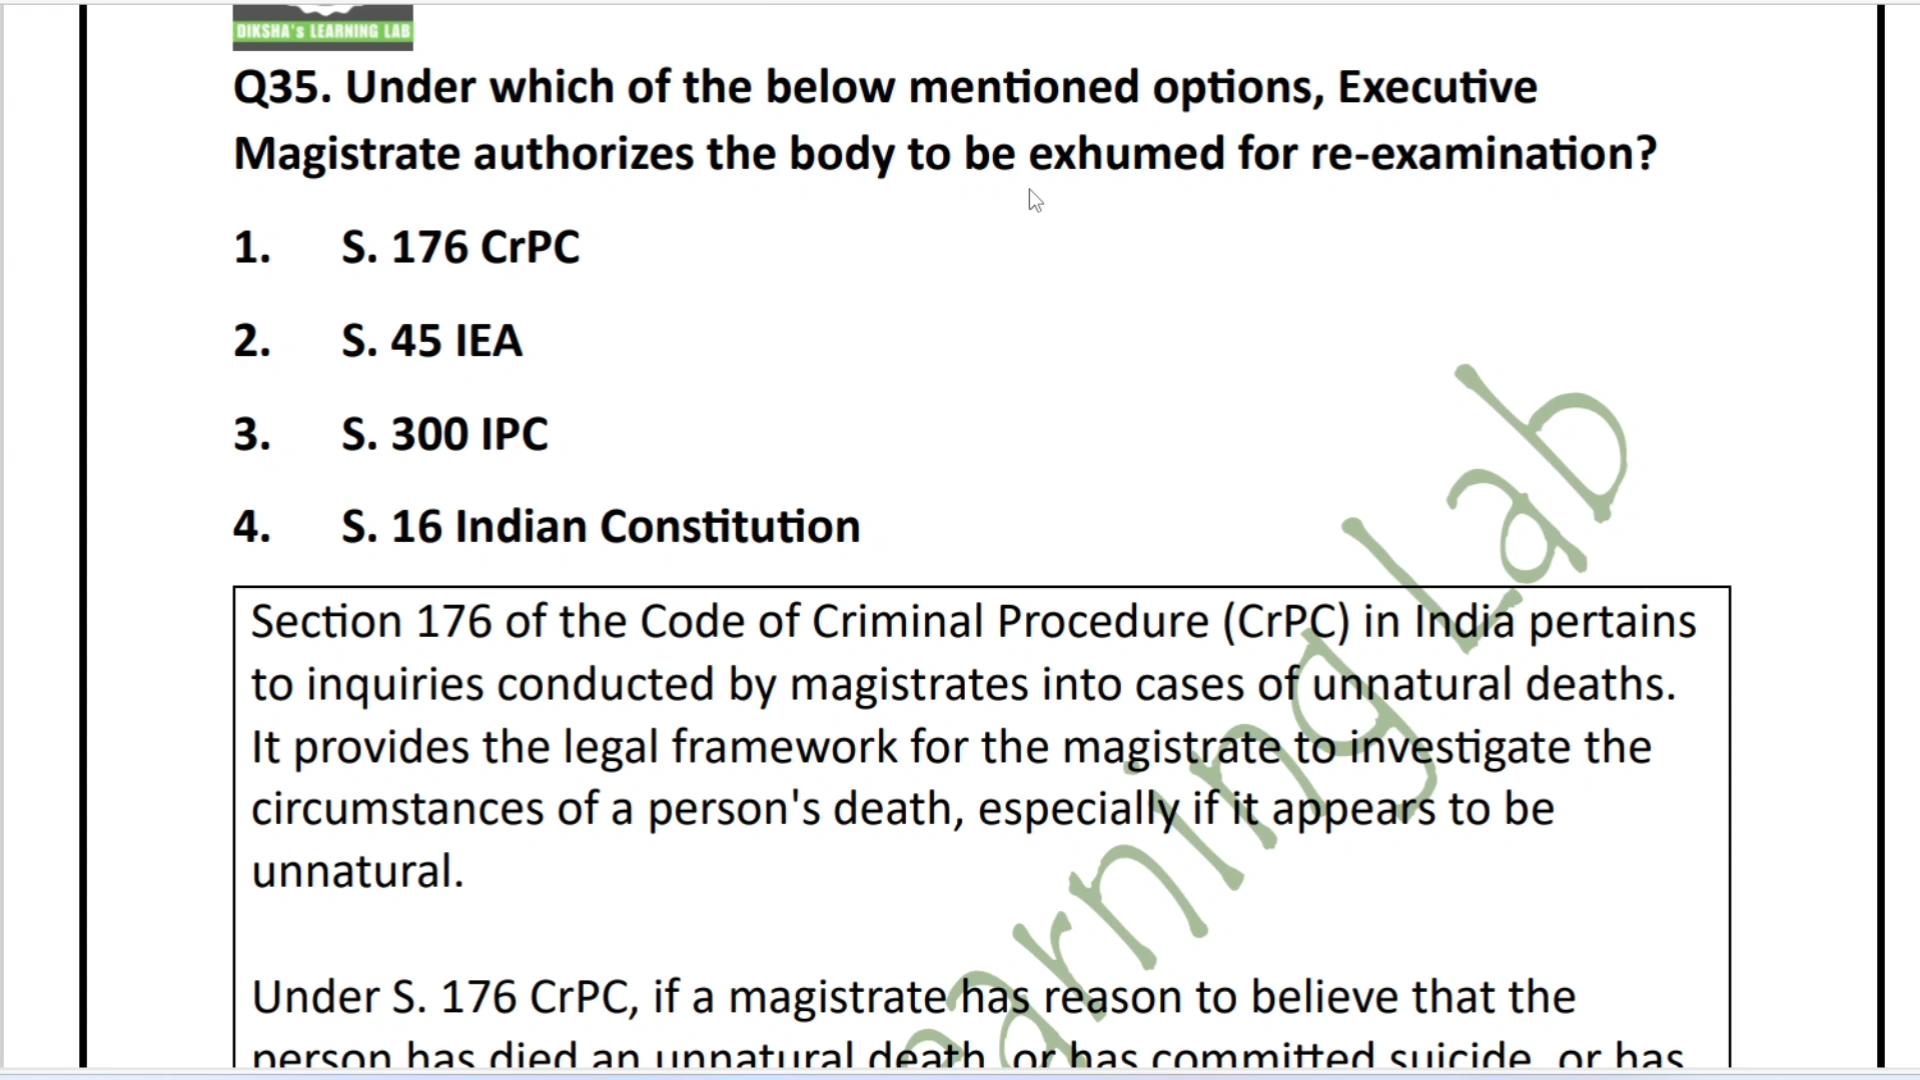 DIKSHA's LEARNING LAB
Q35. Under which of the below mentioned options, Executive
Magistrate authorizes the body to be exhumed for re-examination?
1. S. 176 CrPC
2. S. 45 IEA
3. S. 300 IPC
4. S. 16 Indian Constitution
Section 176 of the Code of Criminal Procedure (CrPC) in India pertains
to inquiries conducted by magistrates into cases of unnatural deaths.
It provides the legal framework for the magistrate to investigate the
circumstances of a person's death, especially if it appears to be
unnatural.
Under S. 176 CrPC, if a magistrate has reason to believe that the
person has died an unnatural death, or has committed suicide, or has
arning Lab